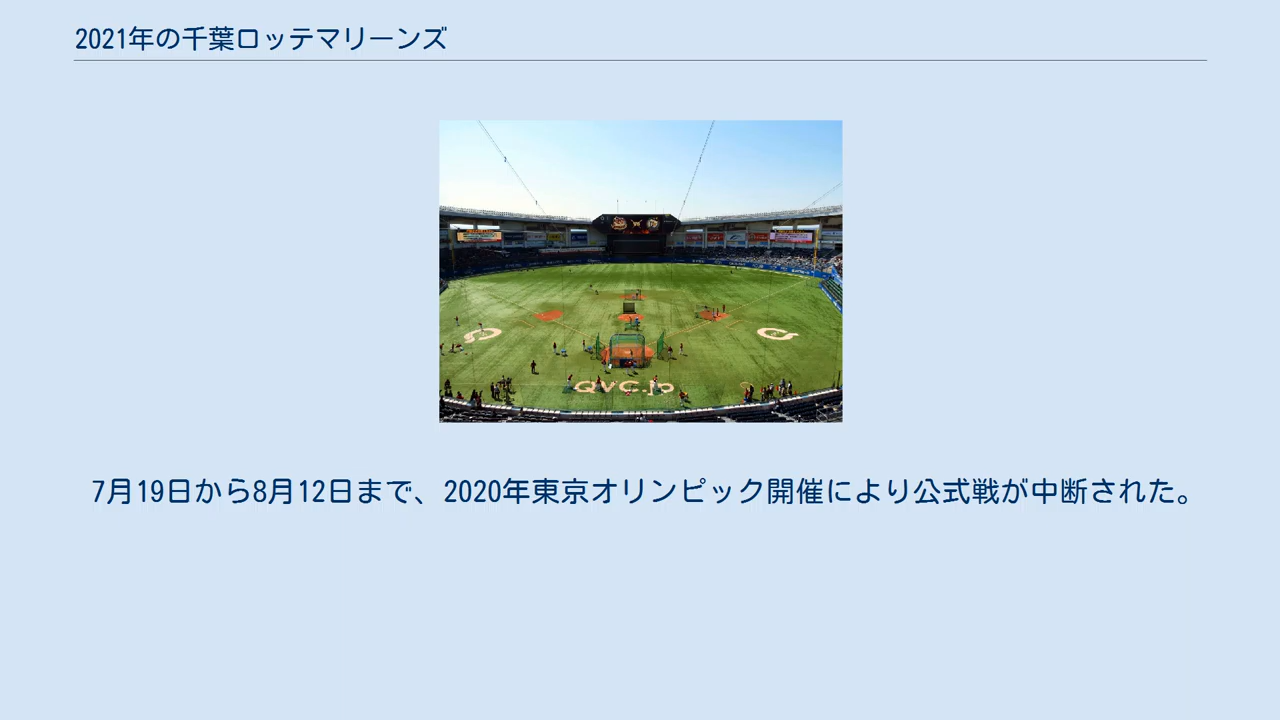 2021年の千葉ロッテマリーンズ
QVC.jp
7月19日から8月12日まで、2020年東京オリンピック開催により公式戦が中断された。